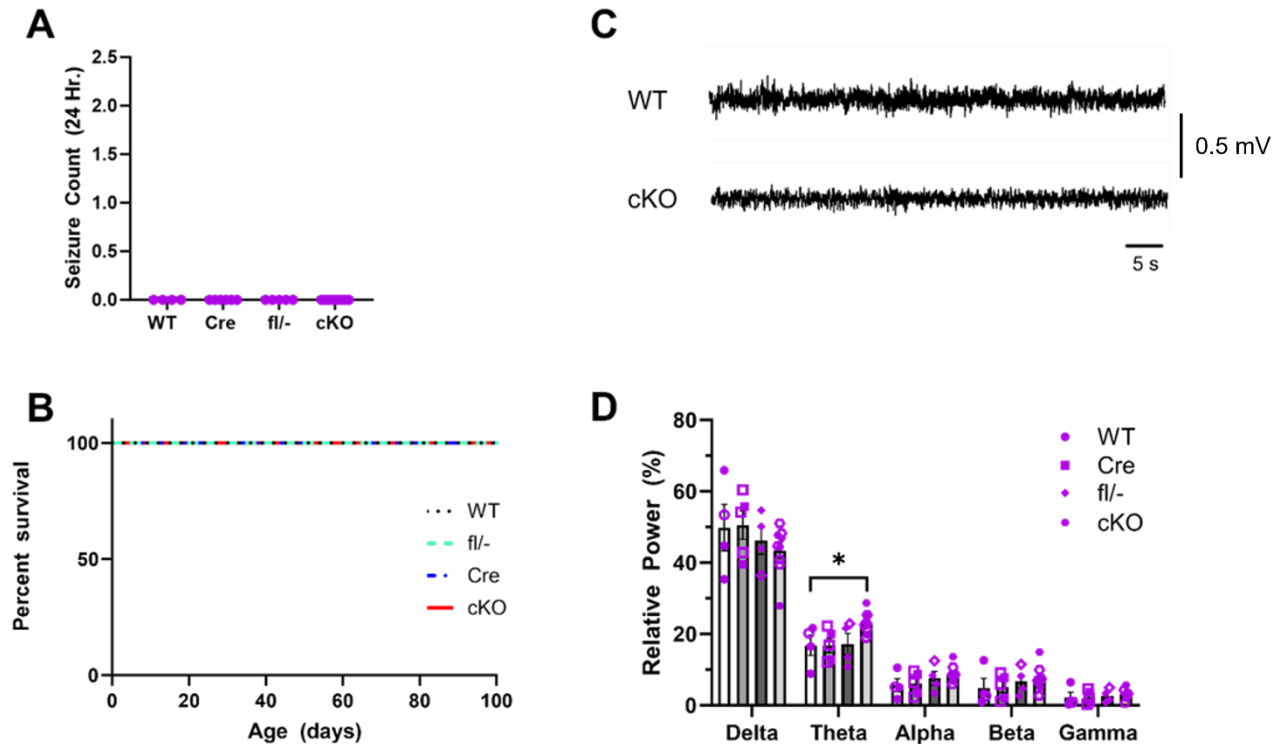 A
Seizure Count (24 Hr.)
2.5
2.0
1.5
1.0
0.5
0.0
WT Cre fl/- cKO
C
WT
cKO
0.5 mV
5 s
B
Percent survival
100
50
0
0 20 40 60 80 100
Age (days)
WT
fl/-
Cre
cKO
D
Relative Power (%)
80
60
40
20
0
*
WT
Cre
fl/-
cKO
Delta Theta Alpha Beta Gamma